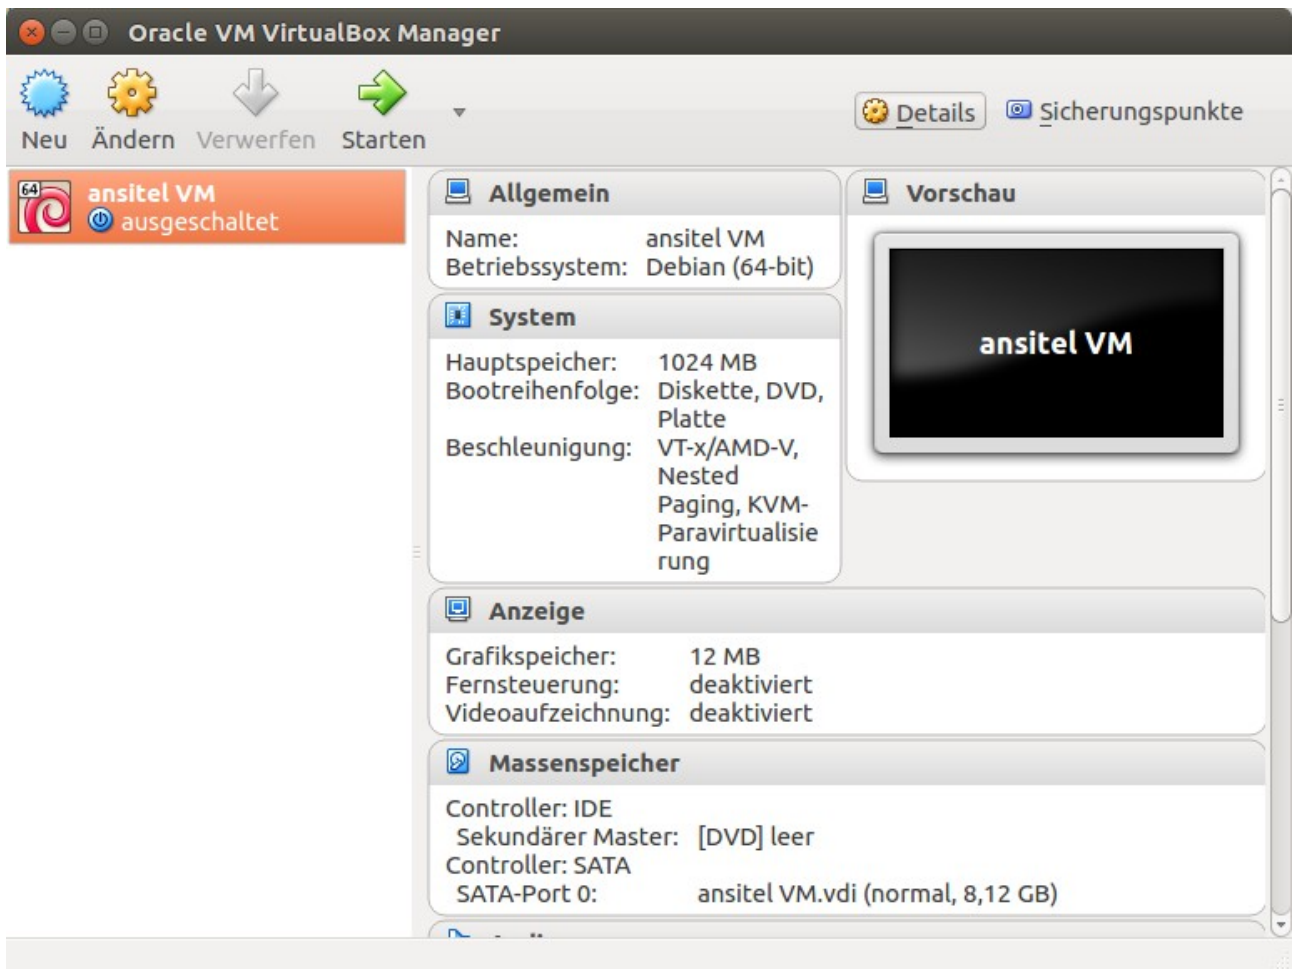 Oracle VM VirtualBox Manager
Neu
Ändern
Verwerfen
Starten
Details
Sicherungspunkte
64
ansitel VM
ausgeschaltet
Allgemein
Name: ansitel VM
Betriebssystem: Debian (64-bit)
System
Hauptspeicher: 1024 MB
Bootreihenfolge: Diskette, DVD,
Platte
Beschleunigung: VT-x/AMD-V,
Nested
Paging, KVM-
Paravirtualisie
rung
Vorschau
ansitel VM
Anzeige
Grafikspeicher: 12 MB
Fernsteuerung: deaktiviert
Videoaufzeichnung: deaktiviert
Massenspeicher
Controller: IDE
Sekundärer Master: [DVD] leer
Controller: SATA
SATA-Port 0: ansitel VM.vdi (normal, 8,12 GB)